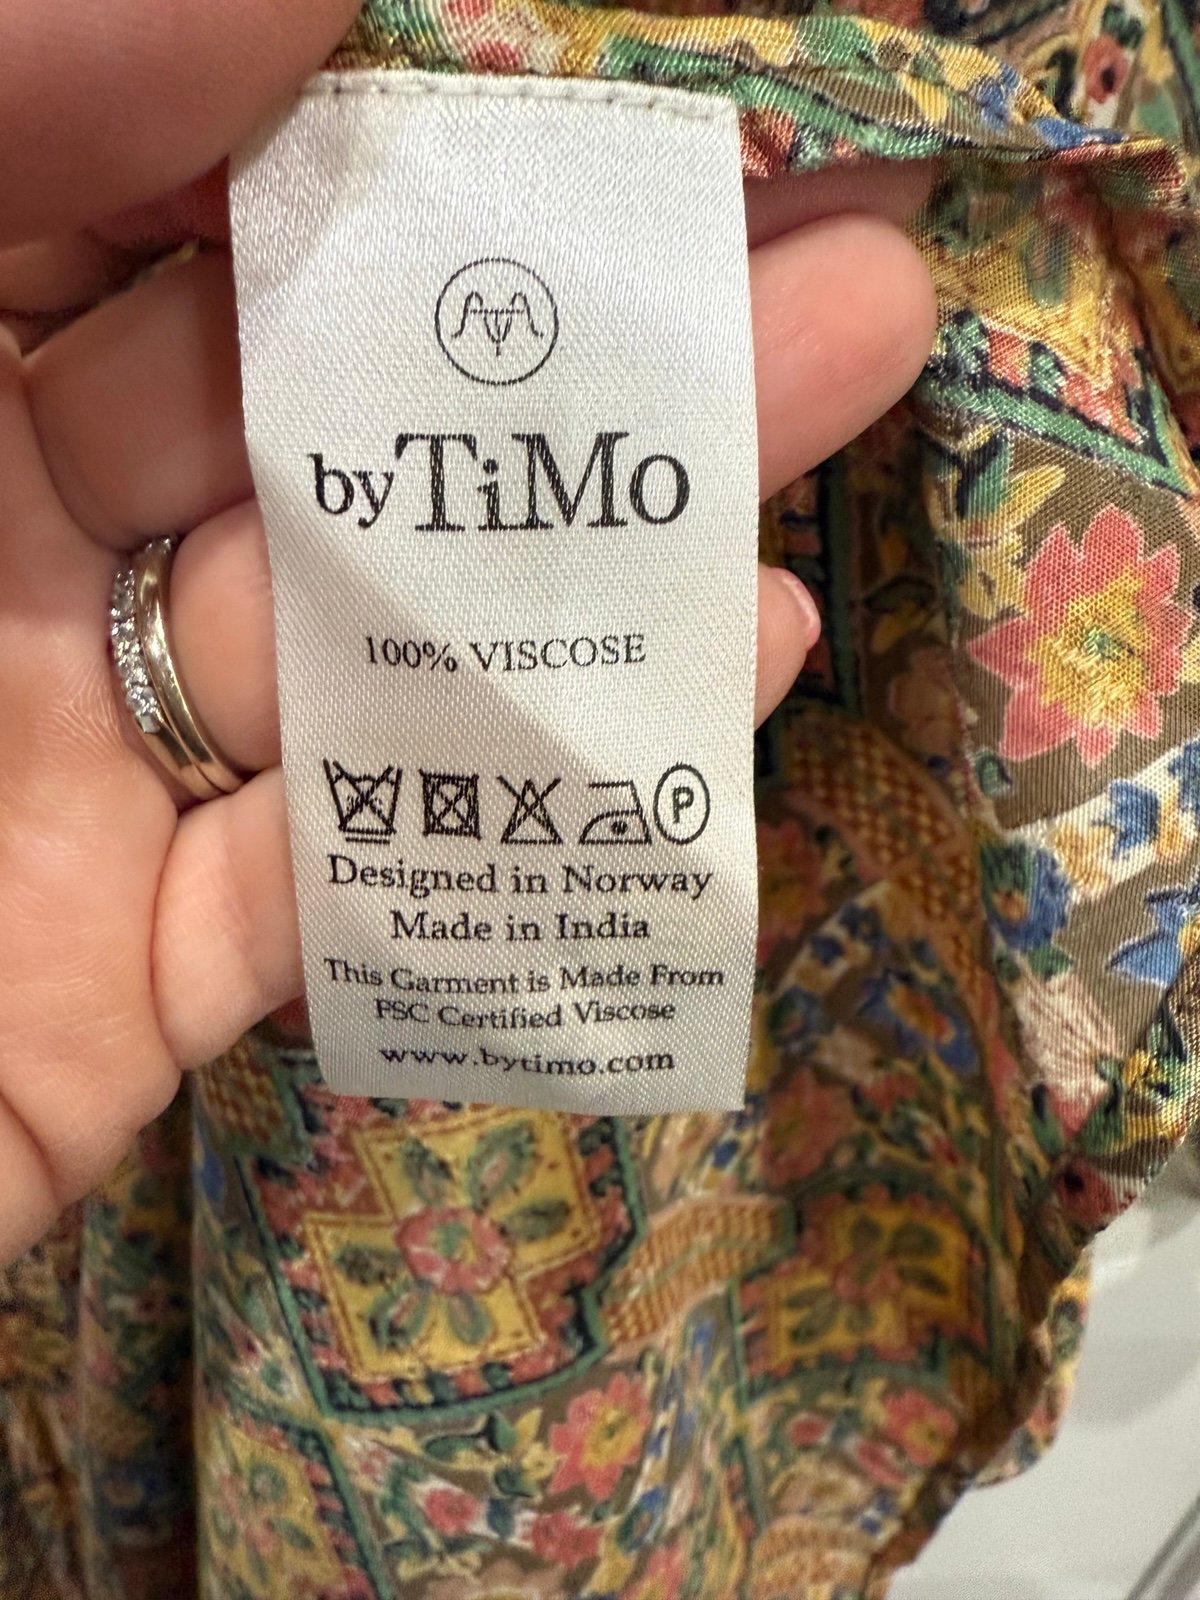 byTiMo
100% VISCOSE
P
Designed in Norway
Made in India
This Garment is Made From
FSC Certified Viscose
www.bytimo.com